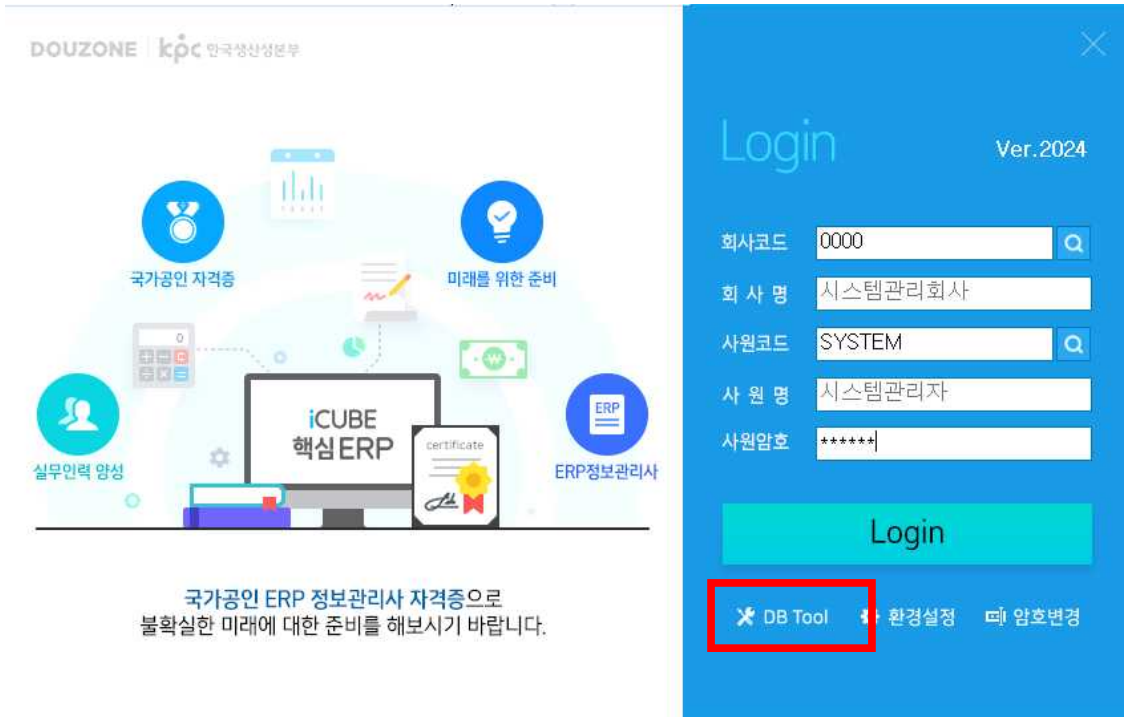 DOUZONE kpc 한국생산성본부
국가공인 자격증
미래를 위한 준비
0
iCUBE
핵심 ERP
certificate
ERP
실무인력 양성
ERP정보관리사
국가공인 ERP 정보관리사 자격증으로
불확실한 미래에 대한 준비를 해보시기 바랍니다.
Login
Ver.2024
회사코드 0000
회 사 명 시스템관리회사
사원코드 SYSTEM
사 원 명 시스템관리자
사원암호 ******
Login
DB Tool 환경설정 암호변경